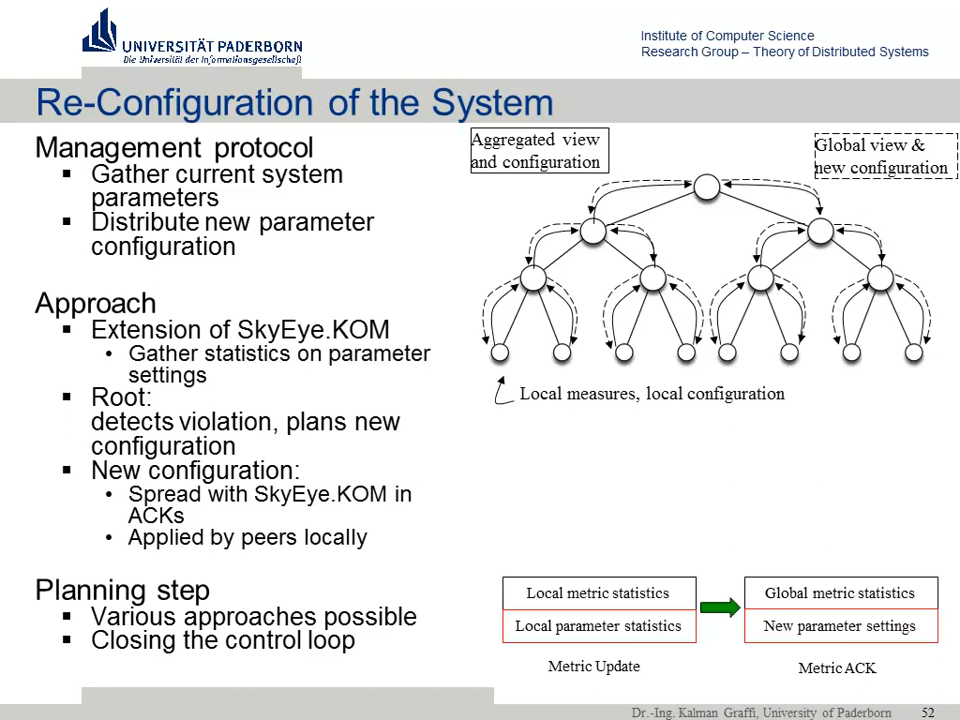 UNIVERSITÄT PADERBORN
Die Universität der Informationsgesellschaft
Institute of Computer Science
Research Group – Theory of Distributed Systems
Re-Configuration of the System
Management protocol
▪ Gather current system
parameters
▪ Distribute new parameter
configuration
Approach
▪ Extension of SkyEye.KOM
• Gather statistics on parameter
settings
▪ Root:
detects violation, plans new
configuration
▪ New configuration:
• Spread with SkyEye.KOM in
ACKs
• Applied by peers locally
Planning step
▪ Various approaches possible
▪ Closing the control loop
Aggregated view
and configuration
Global view &
new configuration
Local measures, local configuration
Local metric statistics
Local parameter statistics
Metric Update
Global metric statistics
New parameter settings
Metric ACK
Dr.-Ing. Kalman Graffi, University of Paderborn
52